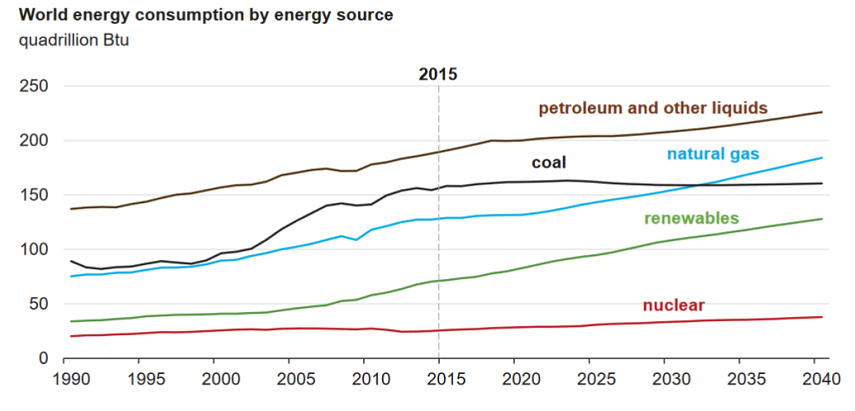 World energy consumption by energy source
quadrillion Btu
2015
250
petroleum and other liquids
200
natural gas
coal
150
renewables
100
50
nuclear
0
1990 1995 2000 2005 2010 2015 2020 2025 2030 2035 2040